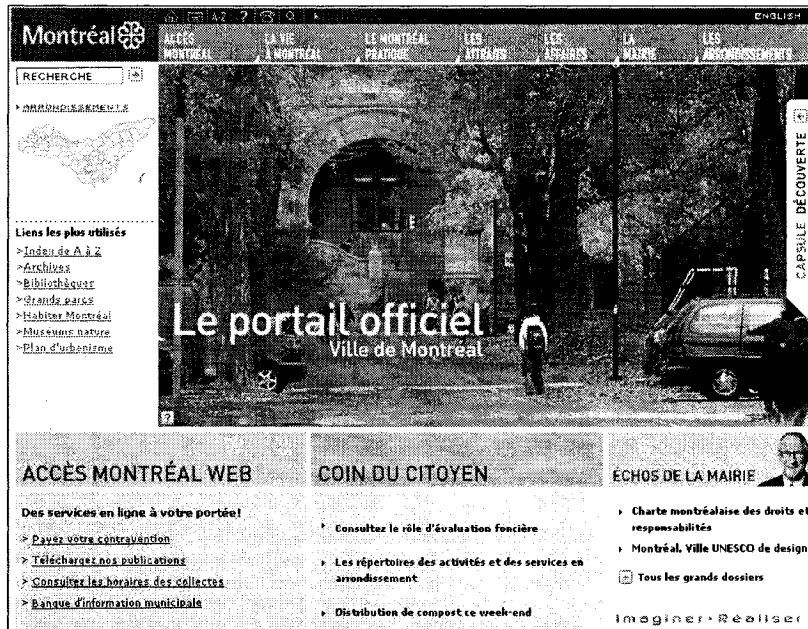 A-Z ?
ENGLISH
Montréal
ACCÈS MONTRÉAL
LA VIE À MONTRÉAL
LE MONTRÉAL PRATIQUE
LES ATTRAITS
LES AFFAIRES
LA MAIRIE
LES ARRONDISSEMENTS
RECHERCHE
ARRONDISSEMENTS
CAPSULE DÉCOUVERTE
Liens les plus utilisés
>Index de A à Z
>Archives
>Bibliothèques
>Grands parcs
>Habiter Montréal
>Muséums nature
>Plan d'urbanisme
Le portail officiel
Ville de Montréal
?
ACCÈS MONTRÉAL WEB
Des services en ligne à votre portée!
> Payez votre contravention
> Téléchargez nos publications
> Consultez les horaires des collectes
> Banque d'information municipale
COIN DU CITOYEN
Consultez le rôle d'évaluation foncière
Les répertoires des activités et des services en
arrondissement
Distribution de compost ce week-end
ÉCHOS DE LA MAIRIE
Charte montréalaise des droits et
responsabilités
Montréal, Ville UNESCO de design
Tous les grands dossiers
Imaginer·Réaliser